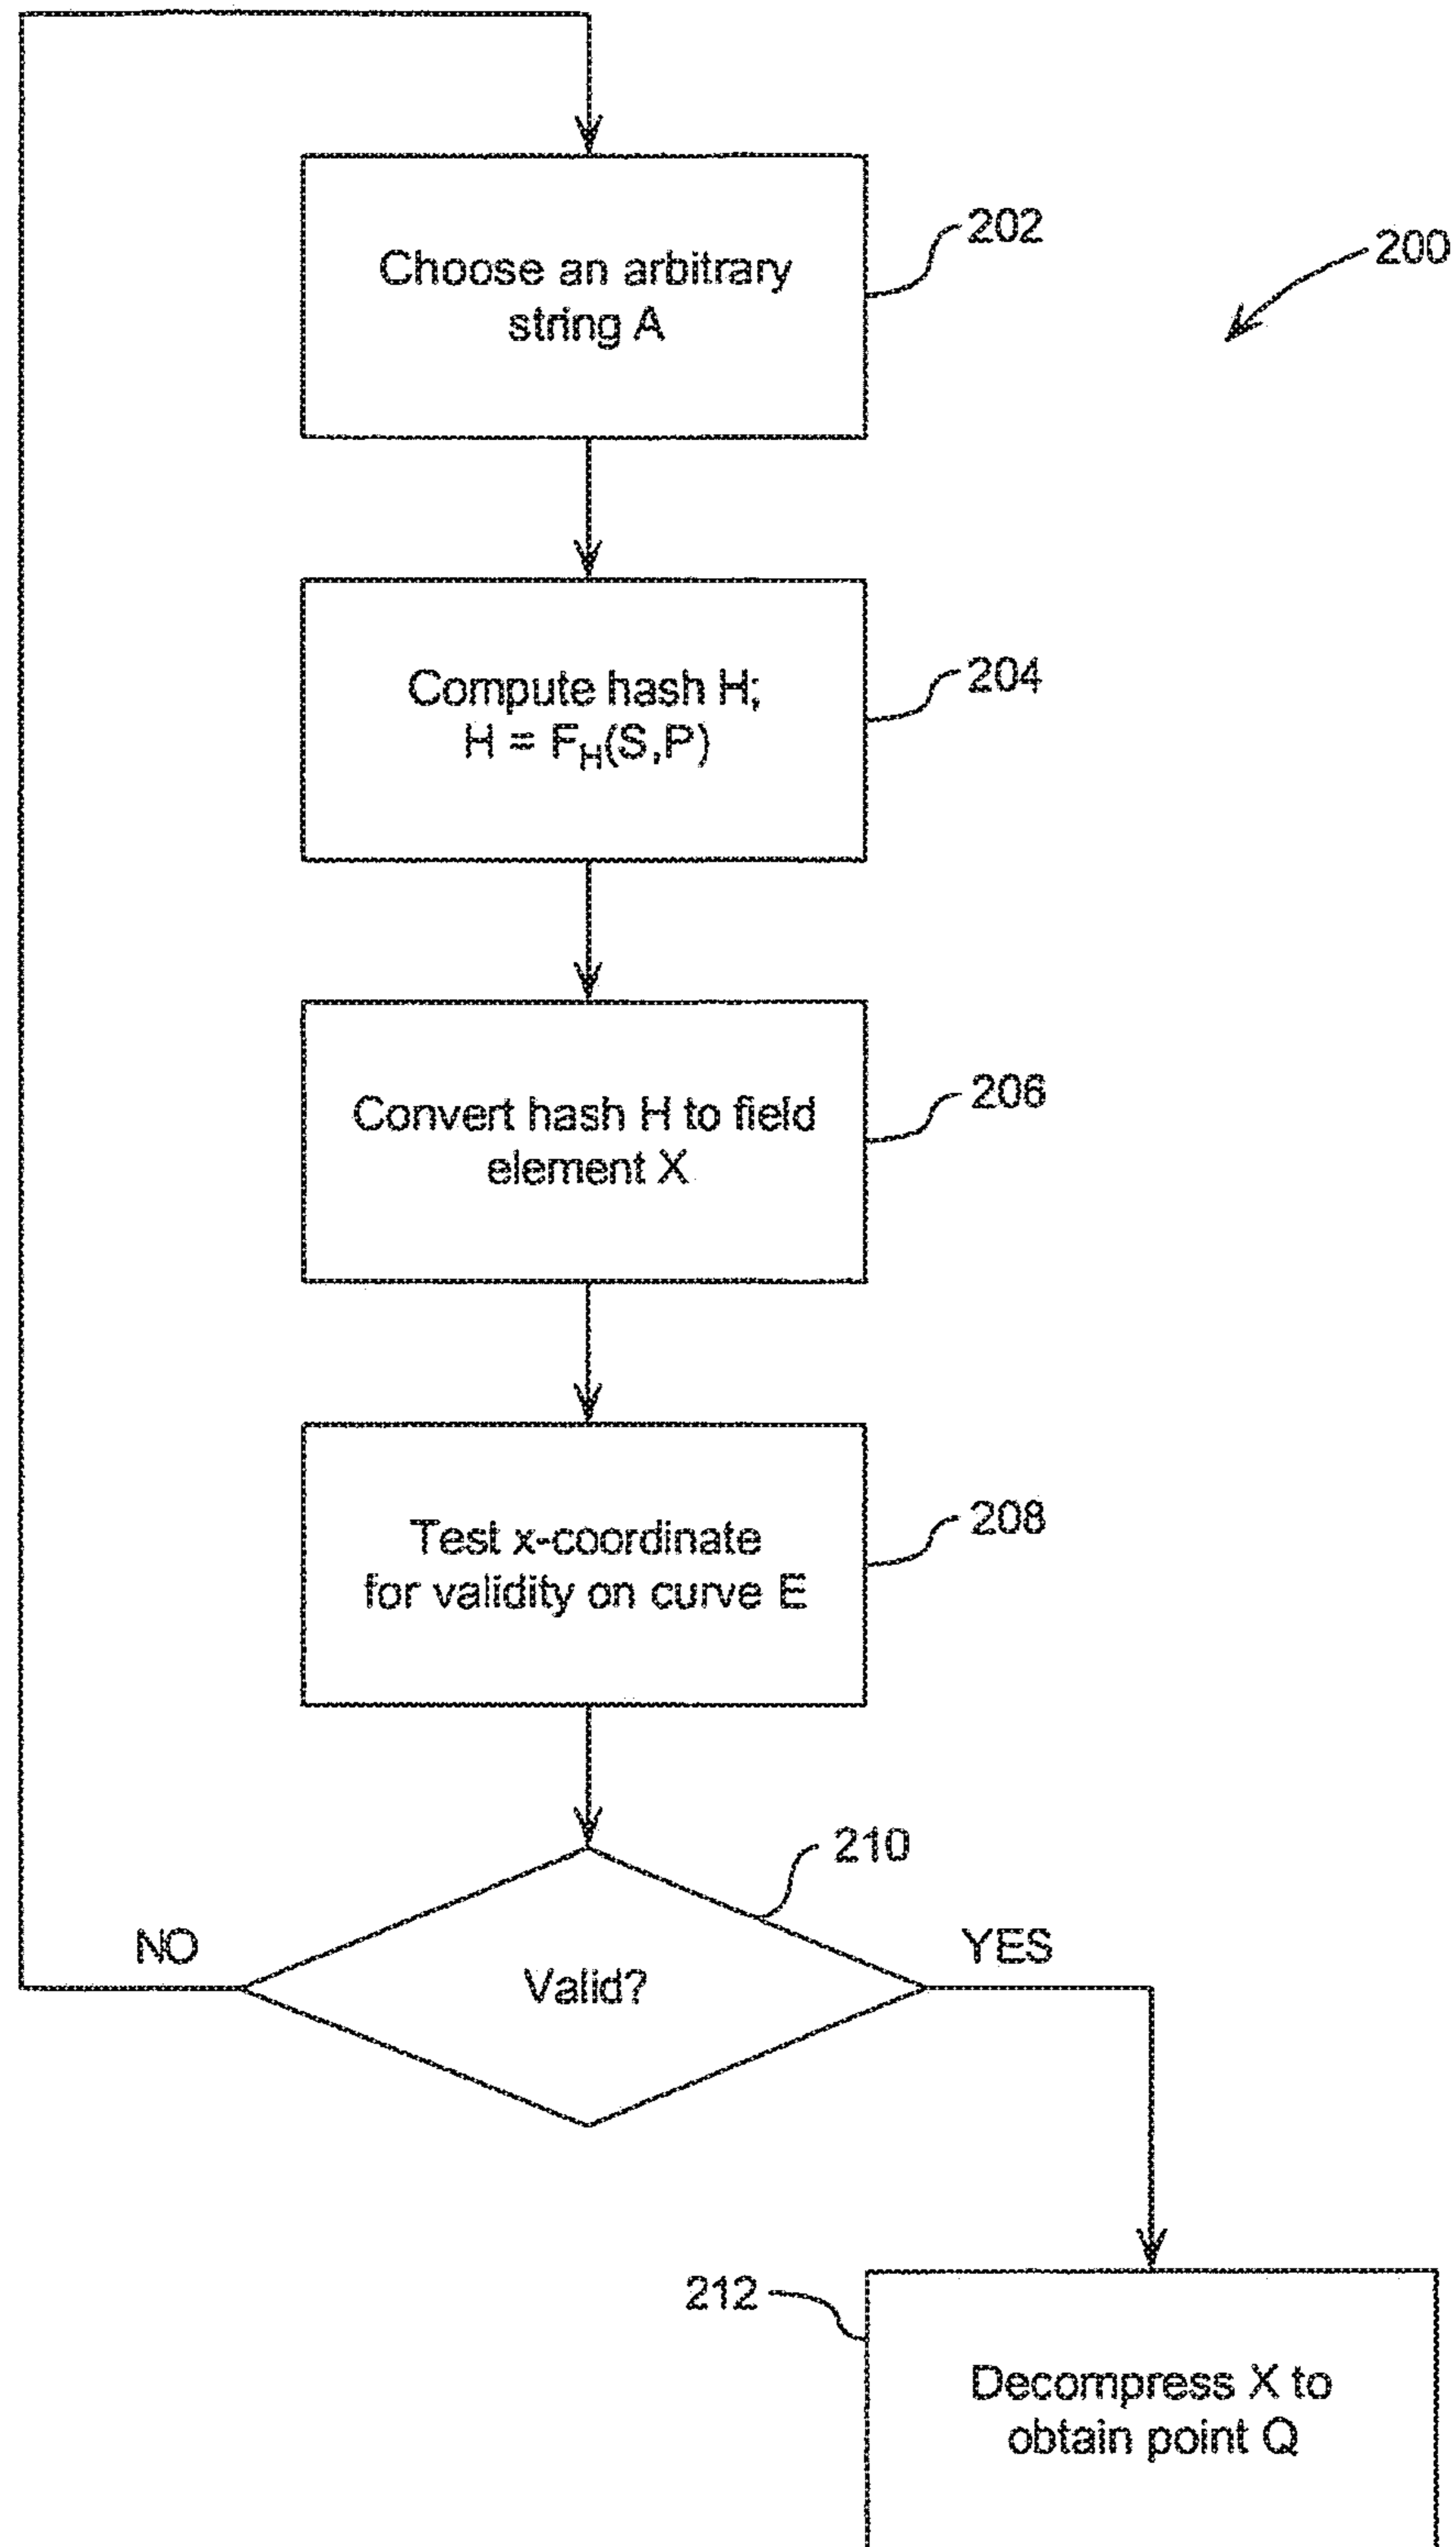 Choose an arbitrary
string A
202
200
Compute hash H;
H = F_H(S,P)
204
Convert hash H to field
element X
206
Test x-coordinate
for validity on curve E
208
210
NO
YES
Valid?
212
Decompress X to
obtain point Q